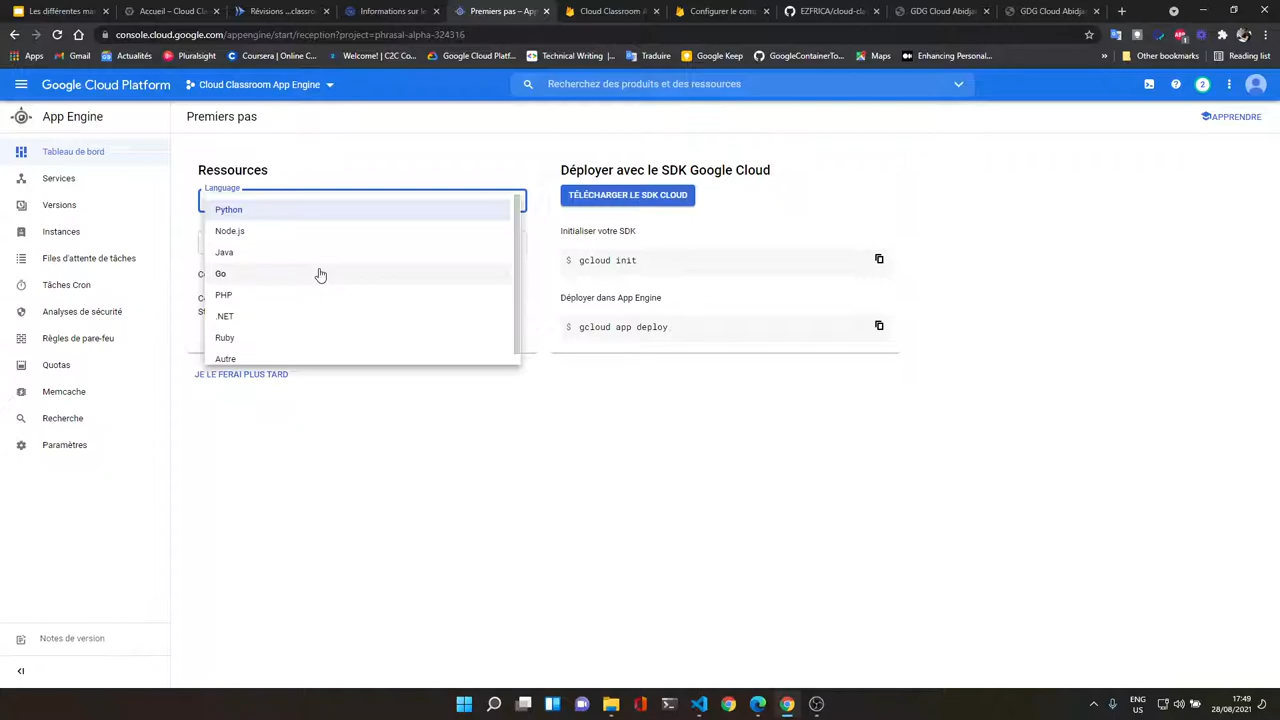 Les différentes mar
Accueil – Cloud Cla
Révisions ...classroo
Informations sur le
Premiers pas – App
Cloud Classroom A
Configurer le comp
EZFRICA/cloud-cla
GDG Cloud Abidja
GDG Cloud Abidja
console.cloud.google.com/appengine/start/reception?project=phrasal-alpha-324316
Apps
Gmail
Actualités
Pluralsight
Coursera | Online C...
Welcome! | C2C Co...
Google Cloud Platf...
Technical Writing |...
Traduire
Google Keep
GoogleContainerTo...
Maps
Enhancing Personal...
»
Other bookmarks
Reading list
Google Cloud Platform
Cloud Classroom App Engine
Recherchez des produits et des ressources
2
App Engine
Premiers pas
APPRENDRE
Tableau de bord
Services
Versions
Instances
Files d'attente de tâches
Tâches Cron
Analyses de sécurité
Règles de pare-feu
Quotas
Memcache
Recherche
Paramètres
Notes de version
Ressources
Language
Python
Node.js
Java
Go
PHP
.NET
Ruby
Autre
JE LE FERAI PLUS TARD
Déployer avec le SDK Google Cloud
TÉLÉCHARGER LE SDK CLOUD
Initialiser votre SDK
$ gcloud init
Déployer dans App Engine
$ gcloud app deploy
ENG
US
17:49
28/08/2021